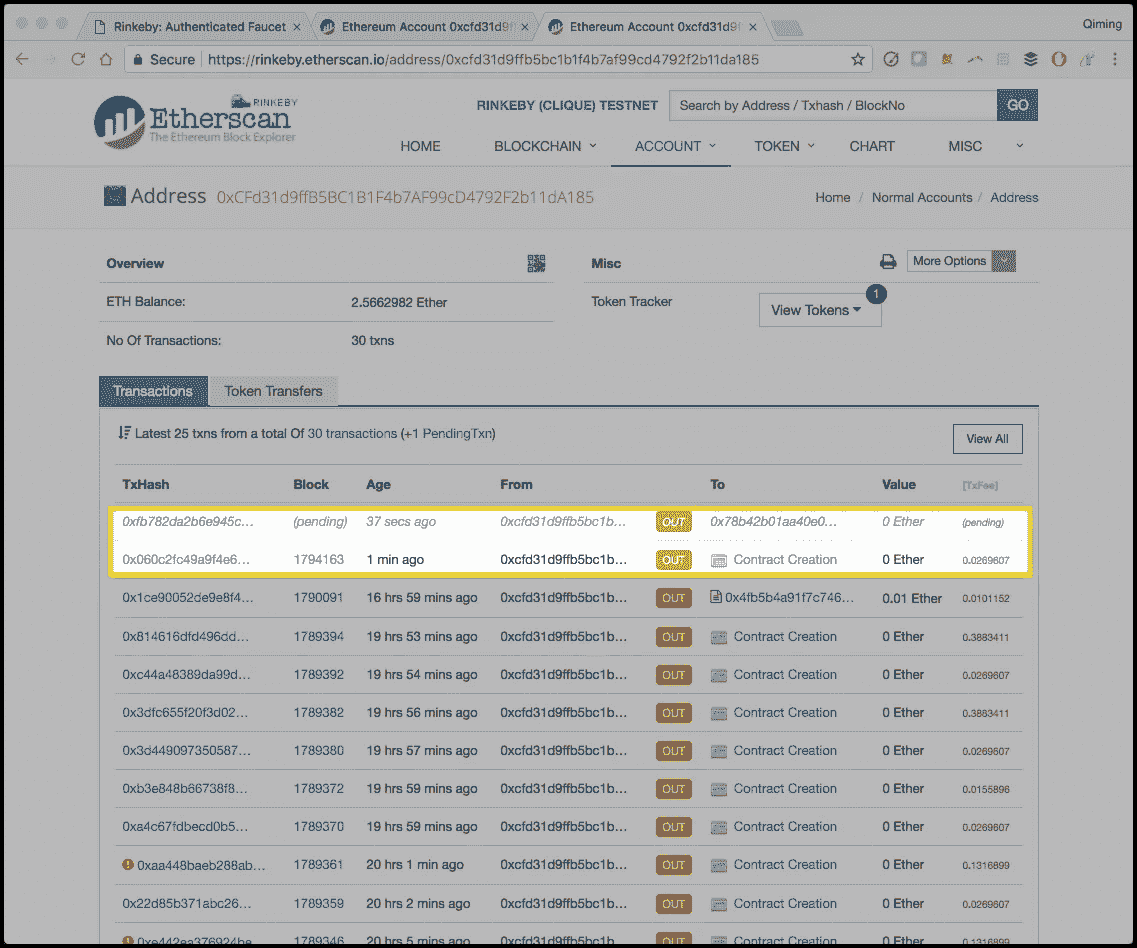 Rinkeby: Authenticated Faucet × Ethereum Account 0xcfd31d9f × Ethereum Account 0xcfd31d9f × Qiming
Secure https://rinkeby.etherscan.io/address/0xcfd31d9ffb5bc1b1f4b7af99cd4792f2b11da185
RINKEBY
Etherscan
The Ethereum Block Explorer
RINKEBY (CLIQUE) TESTNET Search by Address / Txhash / BlockNo GO
HOME BLOCKCHAIN ACCOUNT TOKEN CHART MISC
Address 0xCFd31d9ffB5BC1B1F4b7AF99cD4792F2b11dA185 Home / Normal Accounts / Address
Overview Misc More Options
ETH Balance: 2.5662982 Ether Token Tracker View Tokens 1
No Of Transactions: 30 txns
Transactions Token Transfers
Latest 25 txns from a total Of 30 transactions (+1 PendingTxn) View All
TxHash Block Age From To Value [TxFee]
0xfb782da2b6e945c... (pending) 37 secs ago 0xcfd31d9ffb5bc1b... OUT 0x78b42b01aa40e0... 0 Ether (pending)
0x060c2fc49a9f4e6... 1794163 1 min ago 0xcfd31d9ffb5bc1b... OUT Contract Creation 0 Ether 0.0269607
0x1ce90052de9e8f4... 1790091 16 hrs 59 mins ago 0xcfd31d9ffb5bc1b... OUT 0x4fb5b4a91f7c746... 0.01 Ether 0.0101152
0x814616dfd496dd... 1789394 19 hrs 53 mins ago 0xcfd31d9ffb5bc1b... OUT Contract Creation 0 Ether 0.3883411
0xc44a48389da99d... 1789392 19 hrs 54 mins ago 0xcfd31d9ffb5bc1b... OUT Contract Creation 0 Ether 0.0269607
0x3dfc655f20f3d02... 1789382 19 hrs 56 mins ago 0xcfd31d9ffb5bc1b... OUT Contract Creation 0 Ether 0.3883411
0x3d449097350587... 1789380 19 hrs 57 mins ago 0xcfd31d9ffb5bc1b... OUT Contract Creation 0 Ether 0.0269607
0xb3e848b66738f8... 1789372 19 hrs 59 mins ago 0xcfd31d9ffb5bc1b... OUT Contract Creation 0 Ether 0.0155896
0xa4c67fdbecd0b5... 1789370 19 hrs 59 mins ago 0xcfd31d9ffb5bc1b... OUT Contract Creation 0 Ether 0.0269607
0xaa448baeb288ab... 1789361 20 hrs 1 min ago 0xcfd31d9ffb5bc1b... OUT Contract Creation 0 Ether 0.1316899
0x22d85b371abc26... 1789359 20 hrs 2 mins ago 0xcfd31d9ffb5bc1b... OUT Contract Creation 0 Ether 0.0269607
0xe442ea376924be... 1789346 20 hrs 5 mins ago 0xcfd31d9ffb5bc1b... OUT Contract Creation 0 Ether 0.1316899